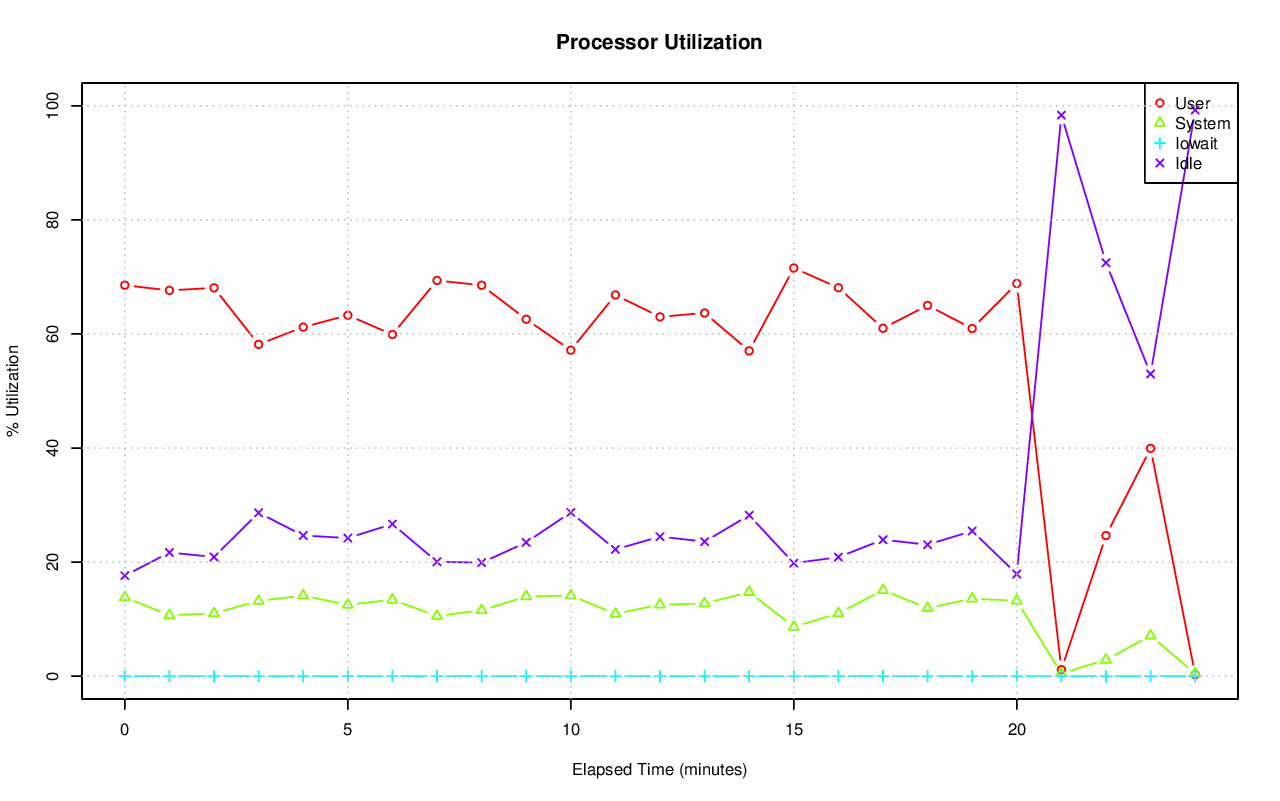 Processor Utilization
User
System
Iowait
Idle
% Utilization
100
80
60
40
20
0
0 5 10 15 20
Elapsed Time (minutes)